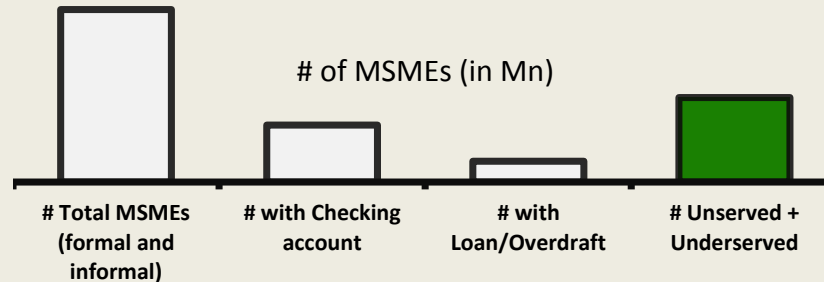 # of MSMEs (in Mn)
# Total MSMEs
(formal and
informal)
# with Checking
account
# with
Loan/Overdraft
# Unserved +
Underserved